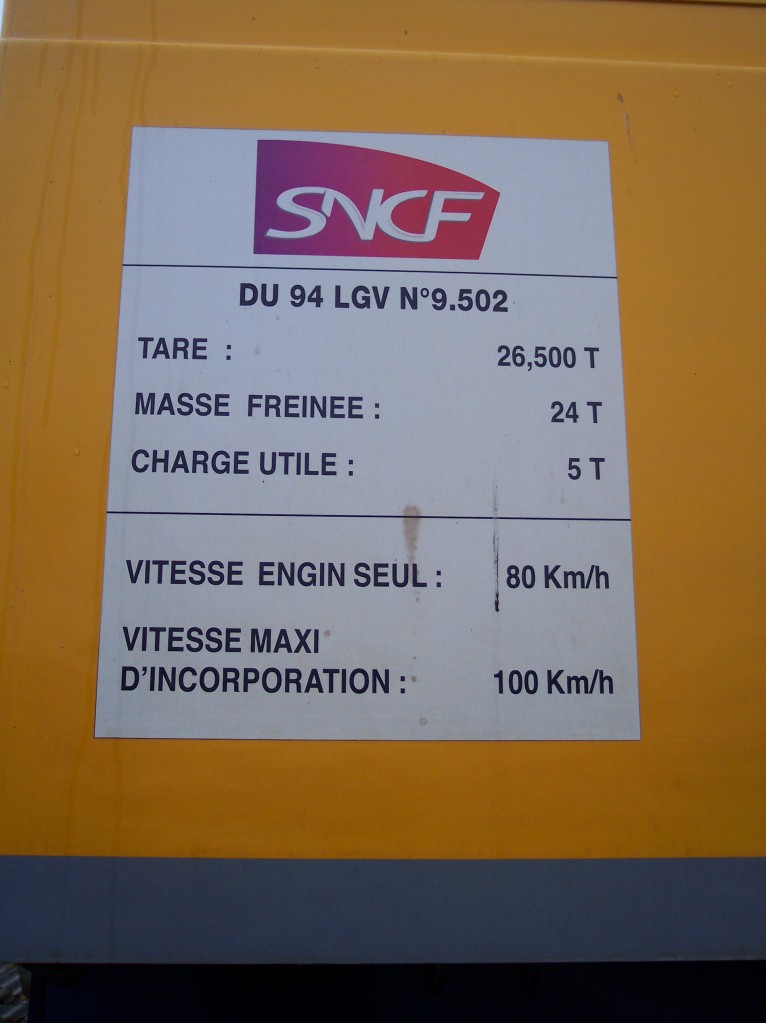 SNCF
DU 94 LGV N°9.502
TARE : 26,500 T
MASSE FREINEE : 24 T
CHARGE UTILE : 5 T
VITESSE ENGIN SEUL : 80 Km/h
VITESSE MAXI
D'INCORPORATION : 100 Km/h